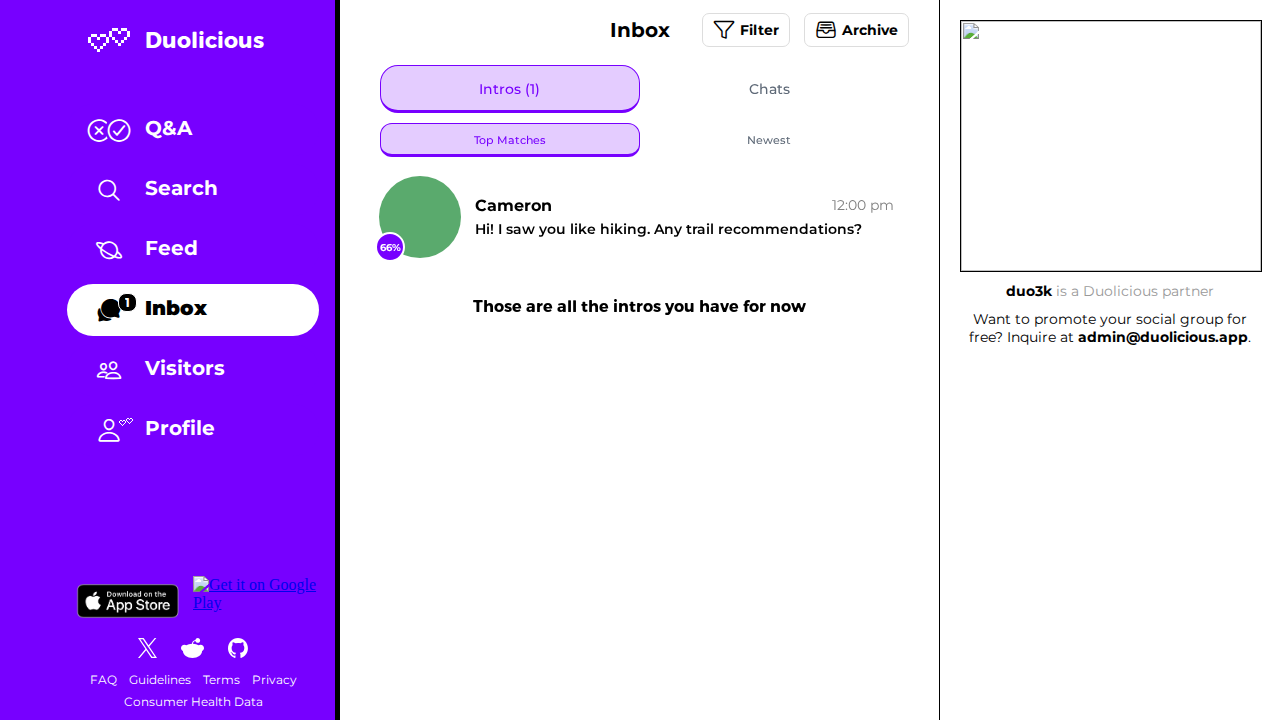 Duolicious
Q&A
Search
Feed
1
Inbox
Visitors
Profile
Download on the
App Store
Get it on Google
Play
FAQ Guidelines Terms Privacy
Consumer Health Data
Inbox
Filter
Archive
Intros (1)
Chats
Top Matches
Newest
Cameron
12:00 pm
66%
Hi! I saw you like hiking. Any trail recommendations?
Those are all the intros you have for now
duo3k is a Duolicious partner
Want to promote your social group for
free? Inquire at admin@duolicious.app.